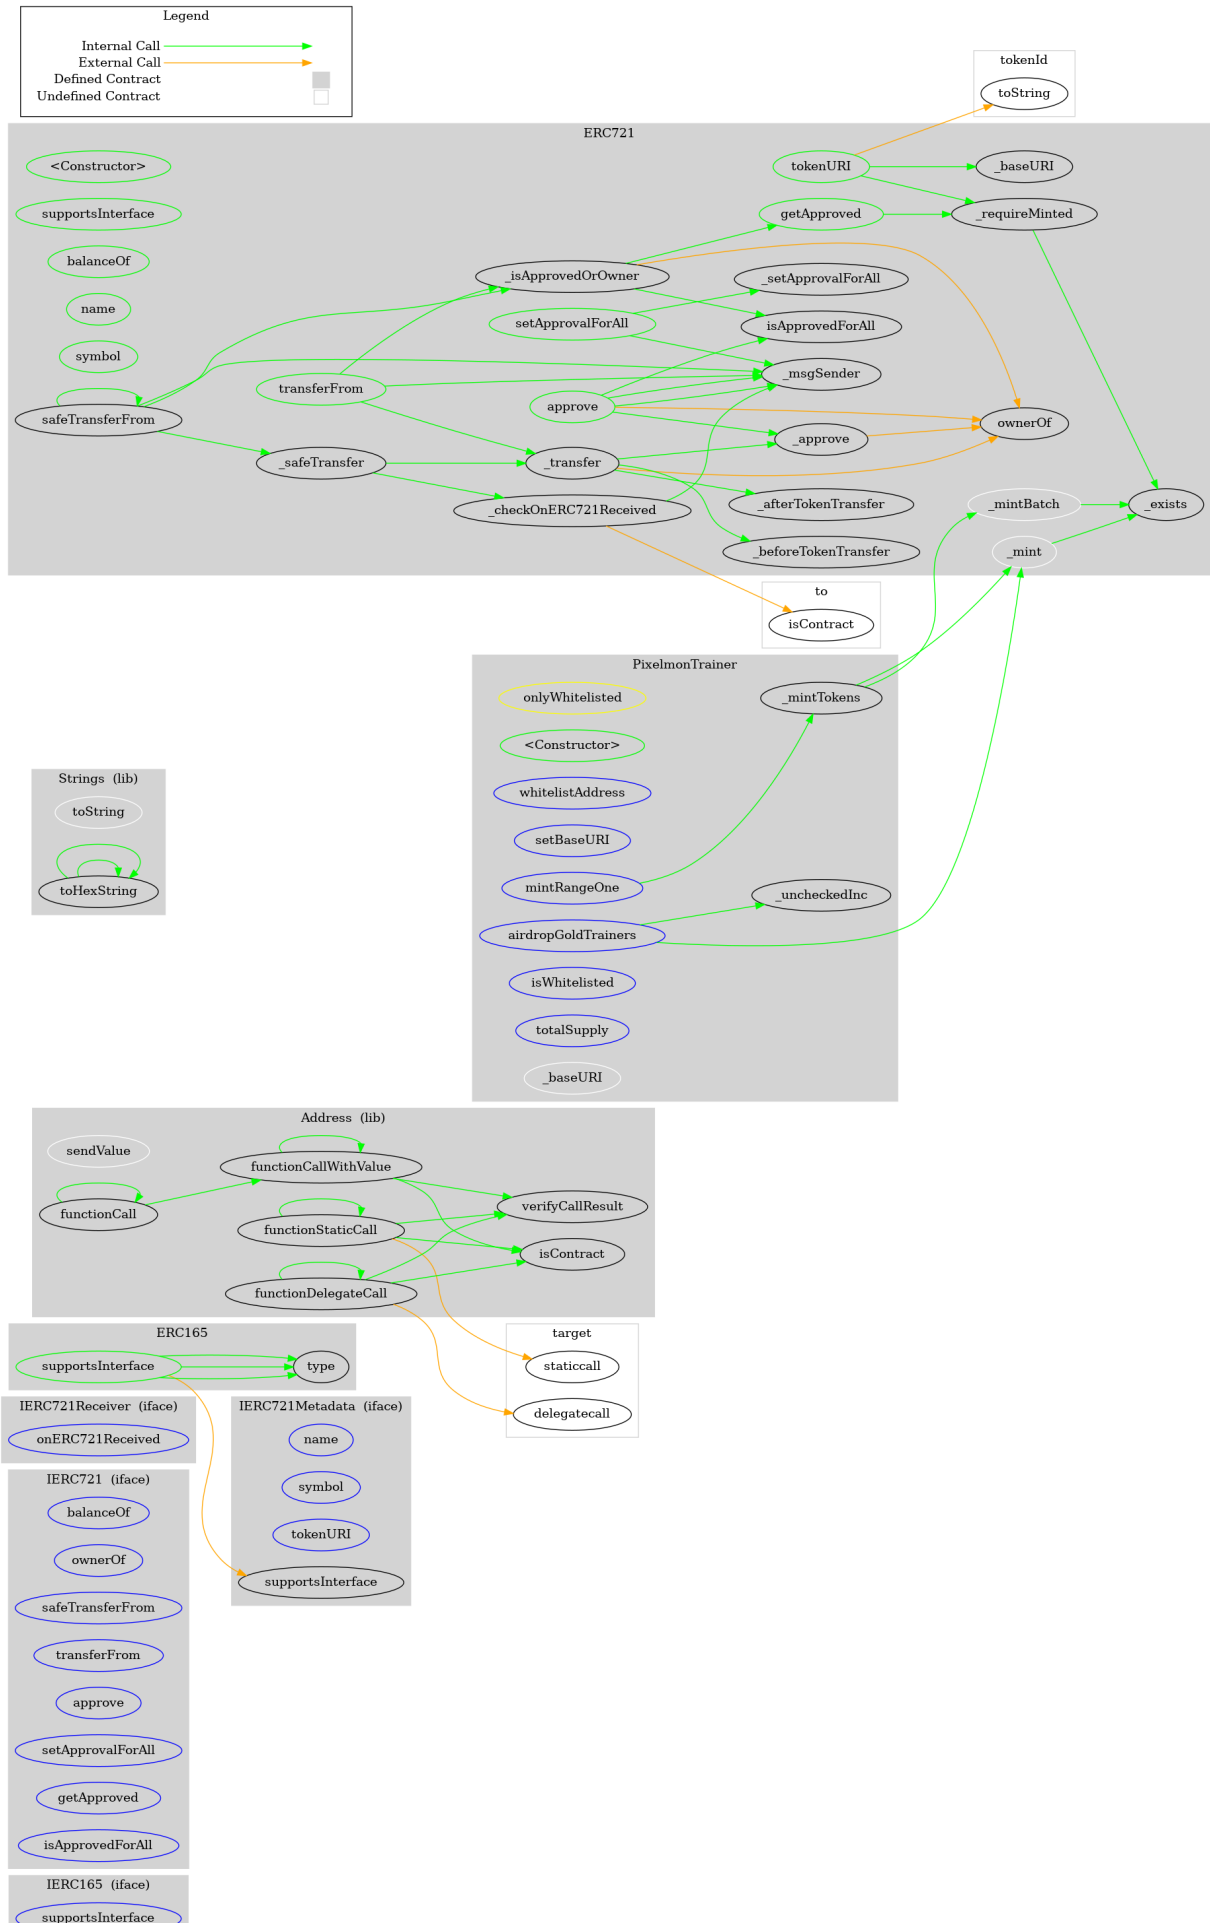 Legend
Internal Call
External Call
Defined Contract
Undefined Contract
tokenId
toString
ERC721
<Constructor>
supportsInterface
balanceOf
name
symbol
safeTransferFrom
transferFrom
_safeTransfer
_isApprovedOrOwner
setApprovalForAll
approve
_transfer
_checkOnERC721Received
tokenURI
getApproved
_setApprovalForAll
isApprovedForAll
_msgSender
_approve
_afterTokenTransfer
_beforeTokenTransfer
_baseURI
_requireMinted
ownerOf
_mintBatch
_mint
_exists
to
isContract
PixelmonTrainer
onlyWhitelisted
<Constructor>
whitelistAddress
setBaseURI
mintRangeOne
airdropGoldTrainers
isWhitelisted
totalSupply
_baseURI
_mintTokens
_uncheckedInc
Strings (lib)
toString
toHexString
Address (lib)
sendValue
functionCall
functionCallWithValue
functionStaticCall
functionDelegateCall
verifyCallResult
isContract
ERC165
supportsInterface
type
target
staticcall
delegatecall
IERC721Receiver (iface)
onERC721Received
IERC721Metadata (iface)
name
symbol
tokenURI
supportsInterface
IERC721 (iface)
balanceOf
ownerOf
safeTransferFrom
transferFrom
approve
setApprovalForAll
getApproved
isApprovedForAll
IERC165 (iface)
supportsInterface